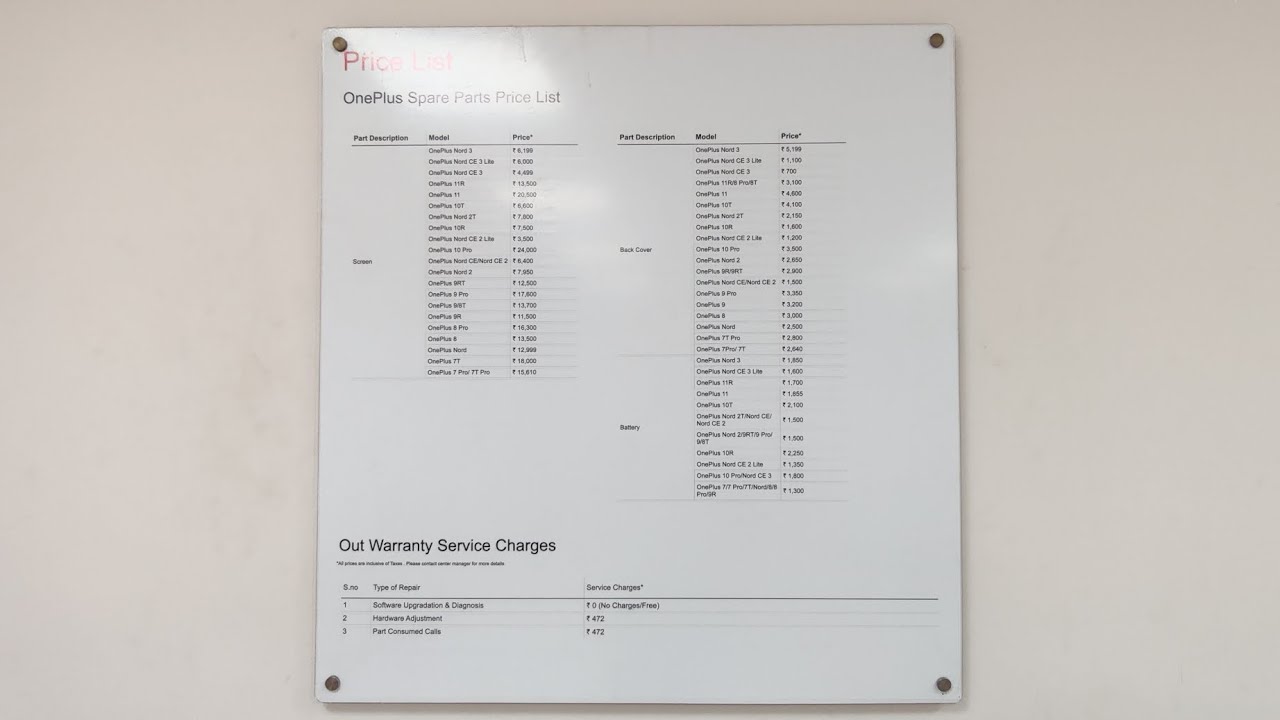 Price List
OnePlus Spare Parts Price List
Part Description Model Price*
OnePlus Nord 3 ₹ 6,199
OnePlus Nord CE 3 Lite ₹ 6,000
OnePlus Nord CE 3 ₹ 4,499
OnePlus 11R ₹ 13,500
OnePlus 11 ₹ 20,500
OnePlus 10T ₹ 6,600
OnePlus Nord 2T ₹ 7,800
OnePlus 10R ₹ 7,500
OnePlus Nord CE 2 Lite ₹ 3,500
OnePlus 10 Pro ₹ 24,000
Screen OnePlus Nord CE/Nord CE 2 ₹ 6,400
OnePlus Nord 2 ₹ 7,950
OnePlus 9RT ₹ 12,500
OnePlus 9 Pro ₹ 17,600
OnePlus 9/8T ₹ 13,700
OnePlus 9R ₹ 11,500
OnePlus 8 Pro ₹ 16,300
OnePlus 8 ₹ 13,500
OnePlus Nord ₹ 12,999
OnePlus 7T ₹ 16,000
OnePlus 7 Pro/ 7T Pro ₹ 15,610
Part Description Model Price*
OnePlus Nord 3 ₹ 5,199
OnePlus Nord CE 3 Lite ₹ 1,100
OnePlus Nord CE 3 ₹ 700
OnePlus 11R/8 Pro/8T ₹ 3,100
OnePlus 11 ₹ 4,600
OnePlus 10T ₹ 4,100
OnePlus Nord 2T ₹ 2,150
OnePlus 10R ₹ 1,600
OnePlus Nord CE 2 Lite ₹ 1,200
Back Cover OnePlus 10 Pro ₹ 3,500
OnePlus Nord 2 ₹ 2,650
OnePlus 9R/9RT ₹ 2,900
OnePlus Nord CE/Nord CE 2 ₹ 1,500
OnePlus 9 Pro ₹ 3,350
OnePlus 9 ₹ 3,200
OnePlus 8 ₹ 3,000
OnePlus Nord ₹ 2,500
OnePlus 7T Pro ₹ 2,800
OnePlus 7Pro/ 7T ₹ 2,640
OnePlus Nord 3 ₹ 1,650
OnePlus Nord CE 3 Lite ₹ 1,600
OnePlus 11R ₹ 1,700
OnePlus 11 ₹ 1,655
OnePlus 10T ₹ 2,100
OnePlus Nord 2T/Nord CE/
Nord CE 2 ₹ 1,500
Battery
OnePlus Nord 2/9RT/9 Pro/
9/8T ₹ 1,500
OnePlus 10R ₹ 2,250
OnePlus Nord CE 2 Lite ₹ 1,350
OnePlus 10 Pro/Nord CE 3 ₹ 1,800
OnePlus 7/7 Pro/7T/Nord/8/8
Pro/9R ₹ 1,300
Out Warranty Service Charges
*All prices are inclusive of Taxes . Please contact center manager for more details
S.no Type of Repair Service Charges*
1 Software Upgradation & Diagnosis ₹ 0 (No Charges/Free)
2 Hardware Adjustment ₹ 472
3 Part Consumed Calls ₹ 472